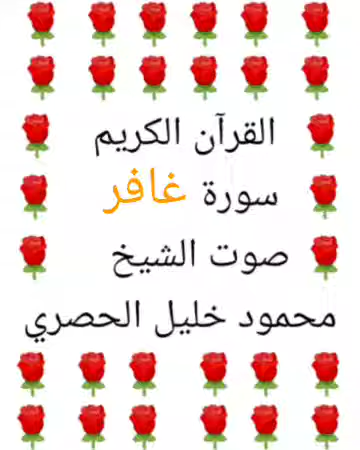 القرآن الكريم
سورة غافر
صوت الشيخ
محمود خليل الحصري